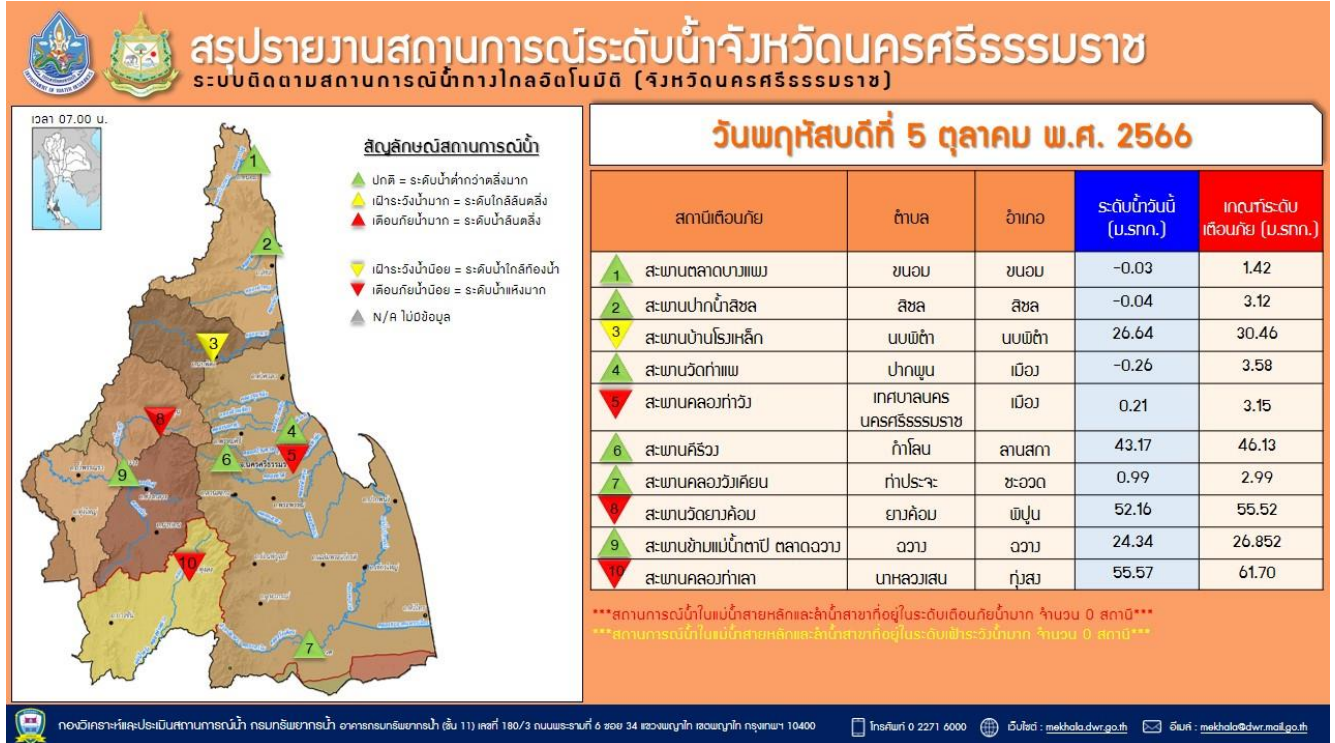 สรุปรายงานสถานการณ์ระดับน้ำจังหวัดนครศรีธรรมราช
ระบบติดตามสถานการณ์น้ำทางไกลอัตโนมัติ (จังหวัดนครศรีธรรมราช)
เวลา 07.00 น.
สัญลักษณ์สถานการณ์น้ำ
ปกติ = ระดับน้ำต่ำกว่าตลิ่งมาก
เฝ้าระวังน้ำมาก = ระดับใกล้ล้นตลิ่ง
เตือนภัยน้ำมาก = ระดับน้ำล้นตลิ่ง
เฝ้าระวังน้ำน้อย = ระดับน้ำใกล้ท้องน้ำ
เตือนภัยน้ำน้อย = ระดับน้ำแห้งมาก
N/A ไม่มีข้อมูล
1
2
3
8
4
5
6
9
10
7
วันพฤหัสบดีที่ 5 ตุลาคม พ.ศ. 2566
สถานีเตือนภัย ตำบล อำเภอ ระดับน้ำวันนี้ (ม.รทก.) เกณฑ์ระดับเตือนภัย (ม.รทก.)
1 สะพานตลาดบางแพง ขนอม ขนอม -0.03 1.42
2 สะพานปากน้ำสิชล สิชล สิชล -0.04 3.12
3 สะพานบ้านโรงเหล็ก นบพิตำ นบพิตำ 26.64 30.46
4 สะพานวัดท่าแพ ปากพูน เมือง -0.26 3.58
5 สะพานคลองท่าวัง เทศบาลนครนครศรีธรรมราช เมือง 0.21 3.15
6 สะพานคีรีวง กำโลน ลานสกา 43.17 46.13
7 สะพานคลองวังเคียน ท่าประจะ ชะอวด 0.99 2.99
8 สะพานวัดยางค้อม ยางค้อม พิปูน 52.16 55.52
9 สะพานข้ามแม่น้ำตาปี ตลาดฉวาง ฉวาง ฉวาง 24.34 26.852
10 สะพานคลองท่าเลา นาหลวงเสน ทุ่งสง 55.57 61.70
***สถานการณ์น้ำในแม่น้ำสายหลักและลำน้ำสาขาที่อยู่ในระดับเตือนภัยน้ำมาก จำนวน 0 สถานี***
***สถานการณ์น้ำในแม่น้ำสายหลักและลำน้ำสาขาที่อยู่ในระดับเฝ้าระวังน้ำมาก จำนวน 0 สถานี***
กองวิเคราะห์และประเมินสถานการณ์น้ำ กรมทรัพยากรน้ำ อาคารกรมทรัพยากรน้ำ (ชั้น 11) เลขที่ 180/3 ถนนพระรามที่ 6 ซอย 34 แขวงพญาไท เขตพญาไท กรุงเทพฯ 10400 โทรศัพท์ 0 2271 6000 เว็บไซต์ : mekhala.dwr.go.th อีเมล์ : mekhala@dwr.mail.go.th